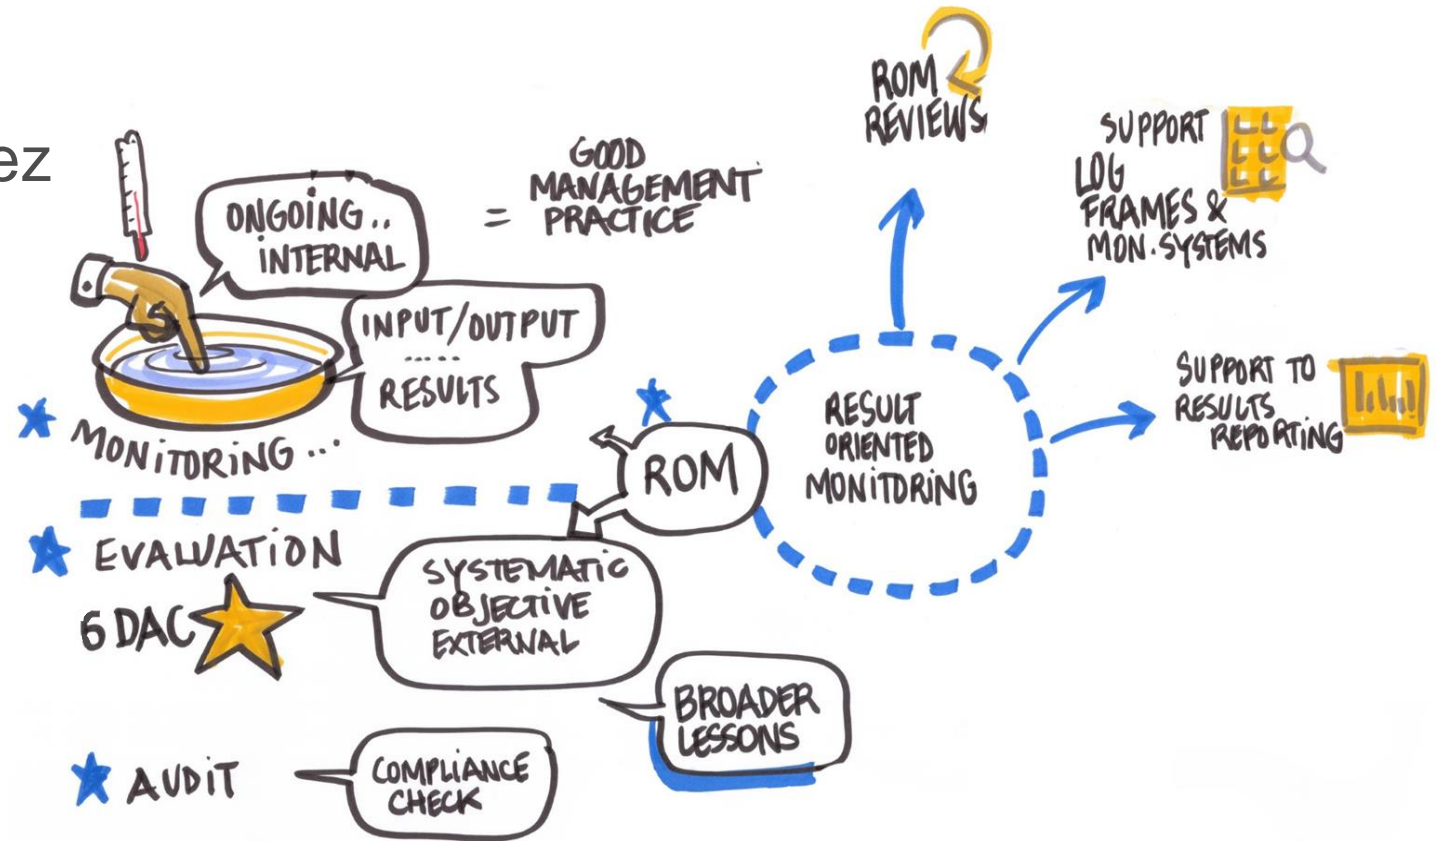 ez
ONGOING..
INTERNAL
= GOOD
MANAGEMENT
PRACTICE
INPUT/OUTPUT
.....
RESULTS
MONITORING...
EVALUATION
6 DAC
SYSTEMATIC
OBJECTIVE
EXTERNAL
BROADER
LESSONS
AUDIT
COMPLIANCE
CHECK
ROM
RESULT
ORIENTED
MONITORING
ROM
REVIEWS
SUPPORT
LOG
FRAMES &
MON. SYSTEMS
SUPPORT TO
RESULTS
REPORTING